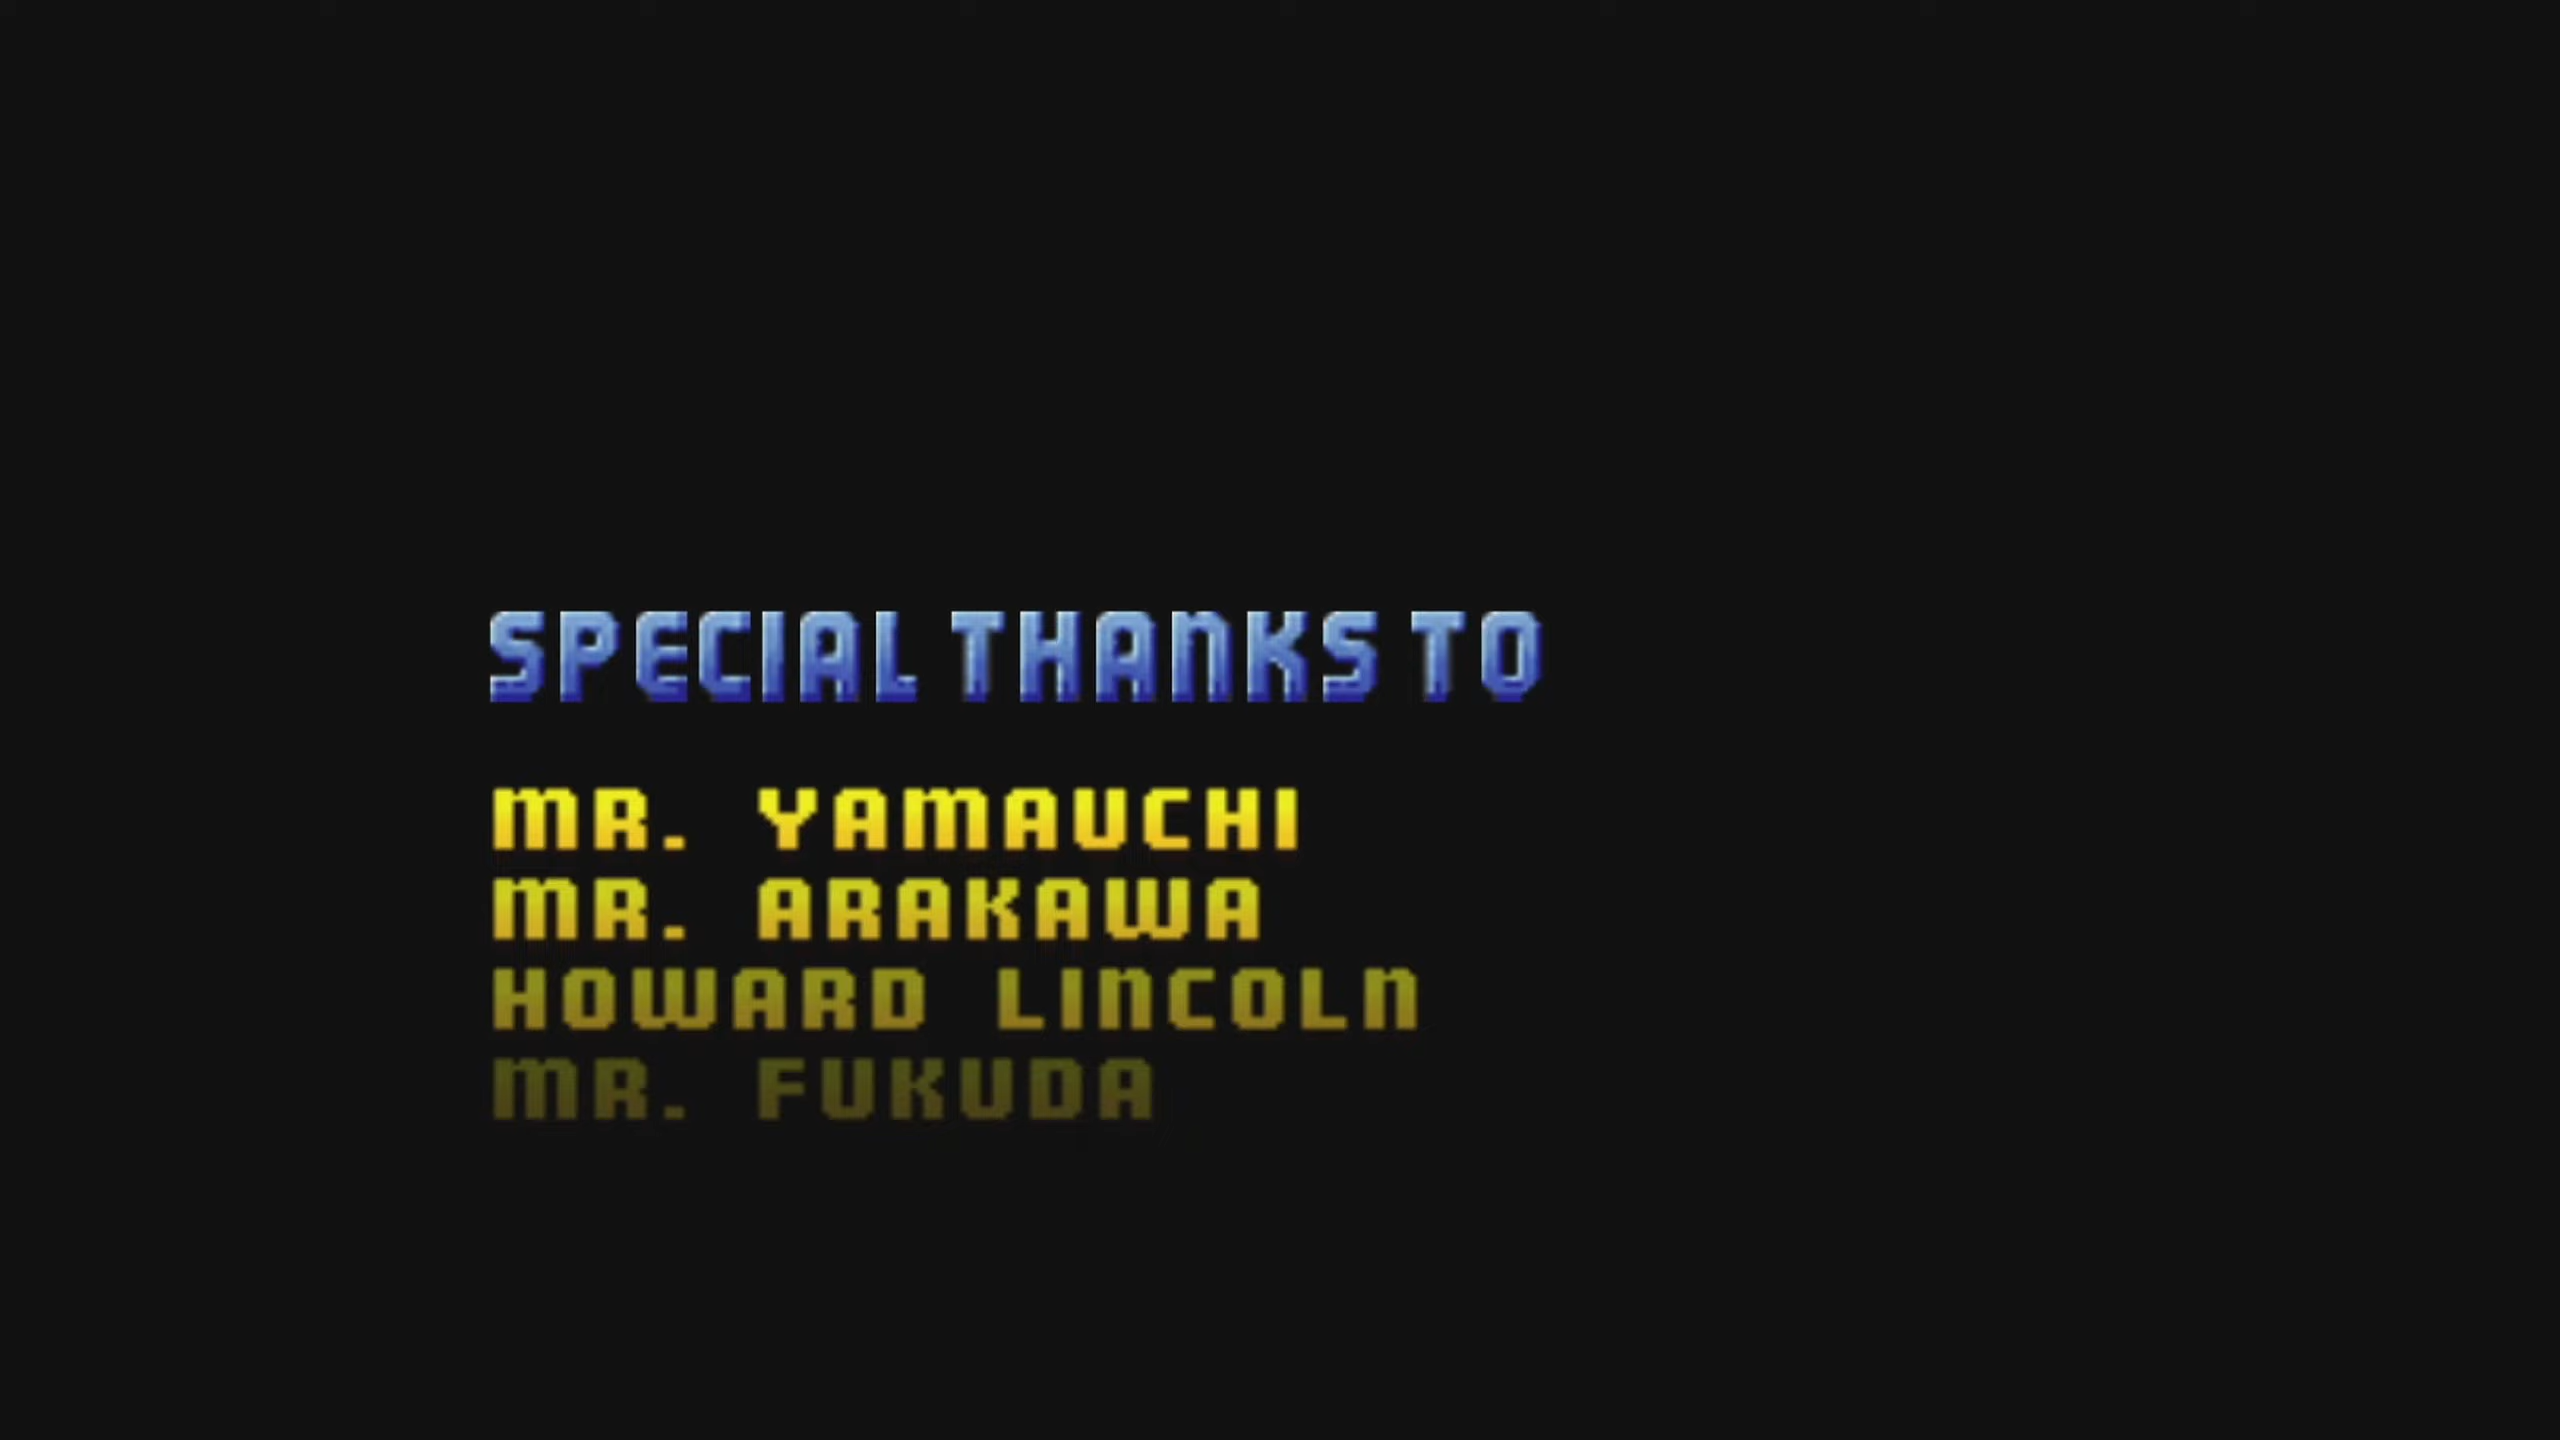 SPECIAL THANKS TO
MR. YAMAUCHI
MR. ARAKAWA
HOWARD LINCOLN
MR. FUKUDA